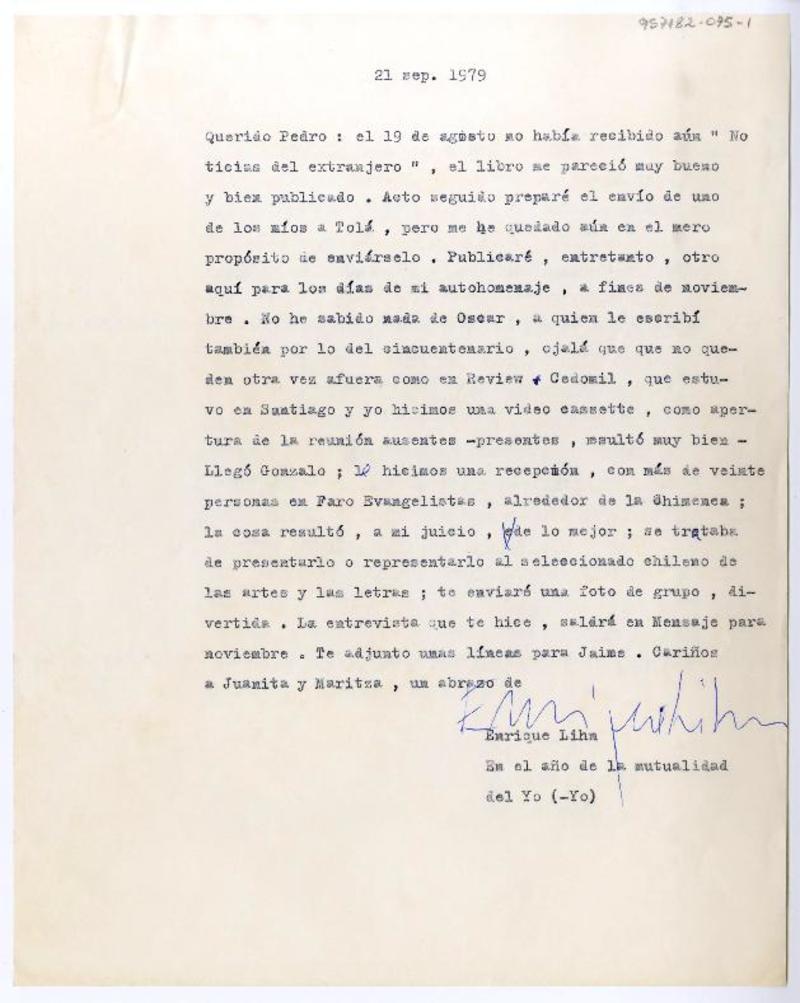 957182-075-1
21 sep. 1979
Querido Pedro : el 19 de agosto no había recibido aún " No
ticias del extranjero " , el libro me pareció muy bueno
y bien publicado . Acto seguido preparé el envío de uno
de los míos a Tolá , pero me he quedado aún en el mero
propósito de enviárselo . Publicaré , entretanto , otro
aquí para los días de mi autohomenaje , a fines de noviem-
bre . No he sabido nada de Oscar , a quien le escribí
también por lo del cincuentenario , ojalá que que no que-
den otra vez afuera como en Review . Cedomil , que estu-
vo en Santiago y yo hicimos una video cassette , como aper-
tura de la reunión ausentes -presentes , resultó muy bien -
Llegó Gonzalo ; le hicimos una recepción , con más de veinte
personas en Faro Evangelistas , alrededor de la Chimenea ;
la cosa resultó , a mi juicio , de lo mejor ; se trataba
de presentarlo o representarlo al seleccionado chileno de
las artes y las letras ; te enviaré una foto de grupo , di-
vertida . La entrevista que te hice , saldrá en Mensaje para
noviembre . Te adjunto unas líneas para Jaime . Cariños
a Juanita y Maritza , un abrazo de
Enrique Lihn
Enrique Lihn
En el año de la mutualidad
del Yo (-Yo)